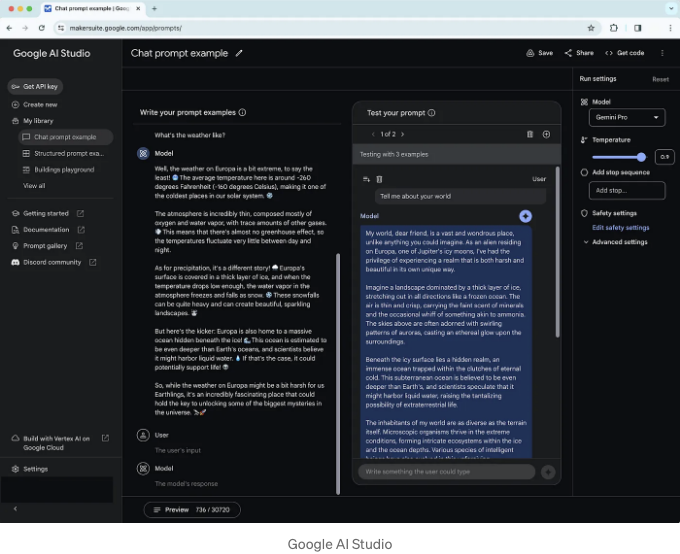 Chat prompt example | Goog
makersuite.google.com/app/prompts/
Google AI Studio
Get API key
Create new
My library
Chat prompt example
Structured prompt exa...
Buildings playground
View all
Getting started
Documentation
Prompt gallery
Discord community
Build with Vertex AI on
Google Cloud
Settings
Chat prompt example
Save
Share
Get code
Write your prompt examples
What's the weather like?
Model
Well, the weather on Europa is a bit extreme, to say the
least! 🥶 The average temperature here is around -260
degrees Fahrenheit (-160 degrees Celsius), making it one of
the coldest places in our solar system. ❄️
The atmosphere is incredibly thin, composed mostly of
oxygen and water vapor, with trace amounts of other gases.
💨 This means that there's almost no greenhouse effect, so
the temperatures fluctuate very little between day and
night.
As for precipitation, it's a different story! 🌨️ Europa's
surface is covered in a thick layer of ice, and when the
temperature drops low enough, the water vapor in the
atmosphere freezes and falls as snow. ❄️ These snowfalls
can be quite heavy and can create beautiful, sparkling
landscapes.
But here's the kicker: Europa is also home to a massive
ocean hidden beneath the ice! 🌊 This ocean is estimated to
be even deeper than Earth's oceans, and scientists believe
it might harbor liquid water. 💧 If that's the case, it could
potentially support life! 👽
So, while the weather on Europa might be a bit harsh for us
Earthlings, it's an incredibly fascinating place that could
hold the key to unlocking some of the biggest mysteries in
the universe. 🔭🚀
User
The user's input
Model
The model's response
Preview 736 / 30720
Test your prompt
1 of 2
Testing with 3 examples
User
Tell me about your world
Model
My world, dear friend, is a vast and wondrous place,
unlike anything you could imagine. As an alien residing
on Europa, one of Jupiter's icy moons, I've had the
privilege of experiencing a realm that is both harsh and
beautiful in its own unique way.
Imagine a landscape dominated by a thick layer of ice,
stretching out in all directions like a frozen ocean. The
air is thin and crisp, carrying the faint scent of minerals
and the occasional whiff of something akin to ammonia.
The skies above are often adorned with swirling
patterns of auroras, casting an ethereal glow upon the
surroundings.
Beneath the icy surface lies a hidden realm, an
immense ocean trapped within the clutches of eternal
cold. This subterranean ocean is believed to be even
deeper than Earth's, and scientists speculate that it
might harbor liquid water, raising the tantalizing
possibility of extraterrestrial life.
The inhabitants of my world are as diverse as the terrain
itself. Microscopic organisms thrive in the extreme
conditions, forming intricate ecosystems within the ice
and the ocean depths. Various species of intelligent
Write something the user could type
Run settings
Reset
Model
Gemini Pro
Temperature
0.9
Add stop sequence
Add stop...
Safety settings
Edit safety settings
Advanced settings
Google AI Studio